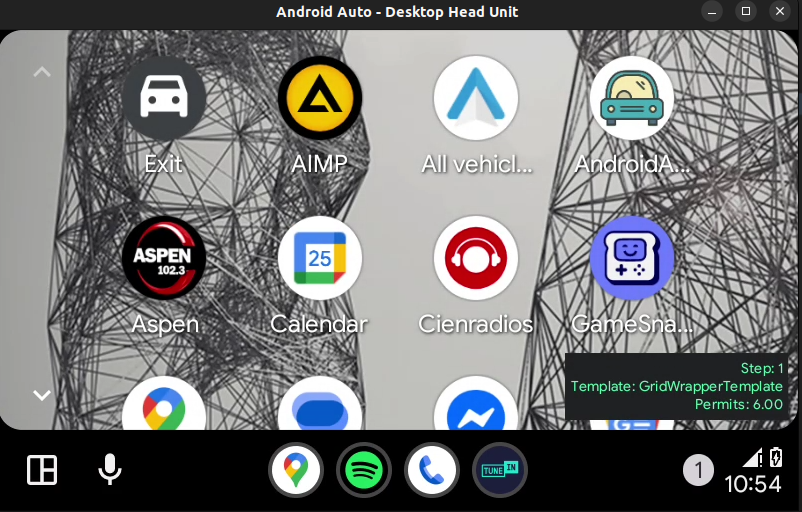 Android Auto - Desktop Head Unit
Exit
AIMP
All vehicl...
AndroidA...
ASPEN
102.3
25
Aspen
Calendar
Cienradios
GameSna...
Step: 1
Template: GridWrapperTemplate
Permits: 6.00
TUNE IN
1
10:54